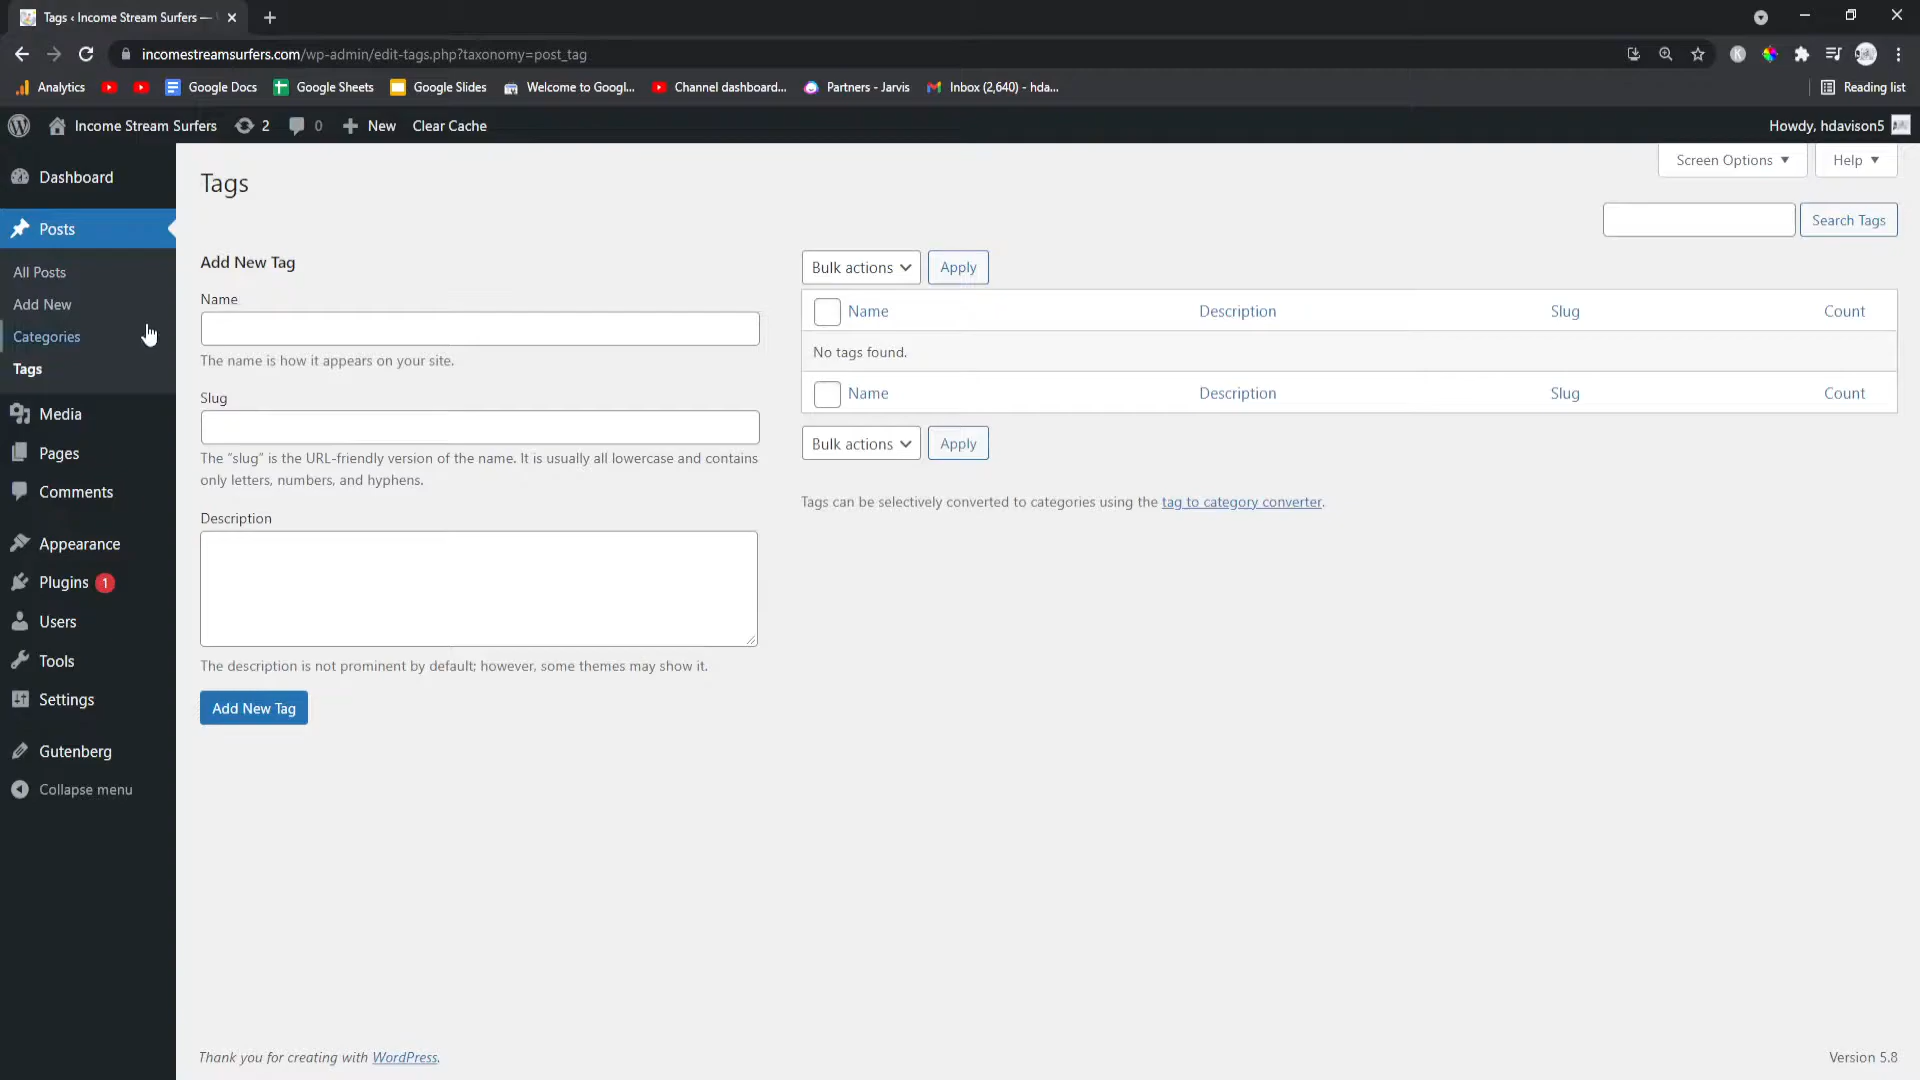 Tags ‹ Income Stream Surfers —
incomestreamsurfers.com/wp-admin/edit-tags.php?taxonomy=post_tag
Analytics
Google Docs
Google Sheets
Google Slides
Welcome to Googl...
Channel dashboard...
Partners - Jarvis
Inbox (2,640) - hda...
Reading list
Income Stream Surfers
2
0
New
Clear Cache
Howdy, hdavison5
Dashboard
Posts
All Posts
Add New
Categories
Tags
Media
Pages
Comments
Appearance
Plugins 1
Users
Tools
Settings
Gutenberg
Collapse menu
Screen Options
Help
Tags
Search Tags
Add New Tag
Name
The name is how it appears on your site.
Slug
The “slug” is the URL-friendly version of the name. It is usually all lowercase and contains
only letters, numbers, and hyphens.
Description
The description is not prominent by default; however, some themes may show it.
Add New Tag
Bulk actions
Apply
Name Description Slug Count
No tags found.
Name Description Slug Count
Bulk actions
Apply
Tags can be selectively converted to categories using the tag to category converter.
Thank you for creating with WordPress.
Version 5.8